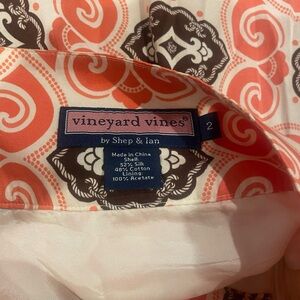 vineyard vines®
by Shep & Ian
2
Made in China
Shell:
52% Silk
48% Cotton
Lining:
100% Acetate